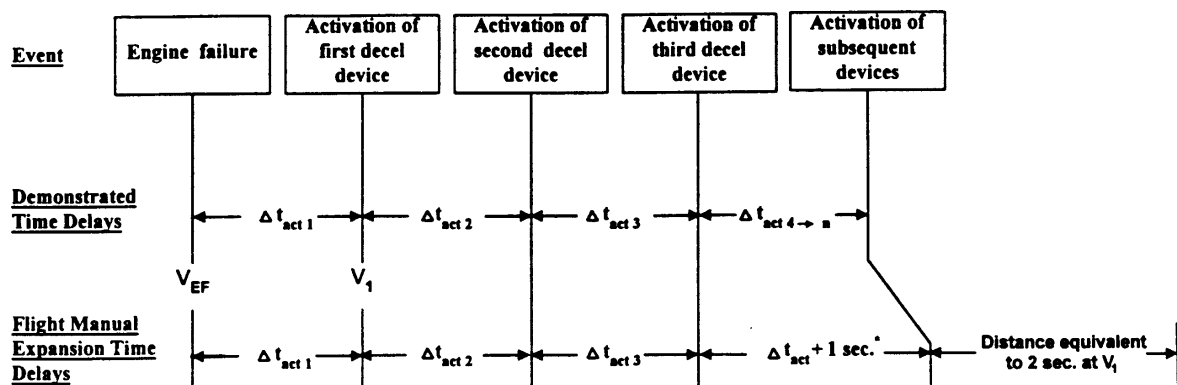 Event
Engine failure
Activation of
first decel
device
Activation of
second decel
device
Activation of
third decel
device
Activation of
subsequent
devices
Demonstrated
Time Delays
Δ t act 1
Δ t act 2
Δ t act 3
Δ t act 4→ n
V EF
V 1
Flight Manual
Expansion Time
Delays
Δ t act 1
Δ t act 2
Δ t act 3
Δ t act + 1 sec.*
Distance equivalent
to 2 sec. at V1